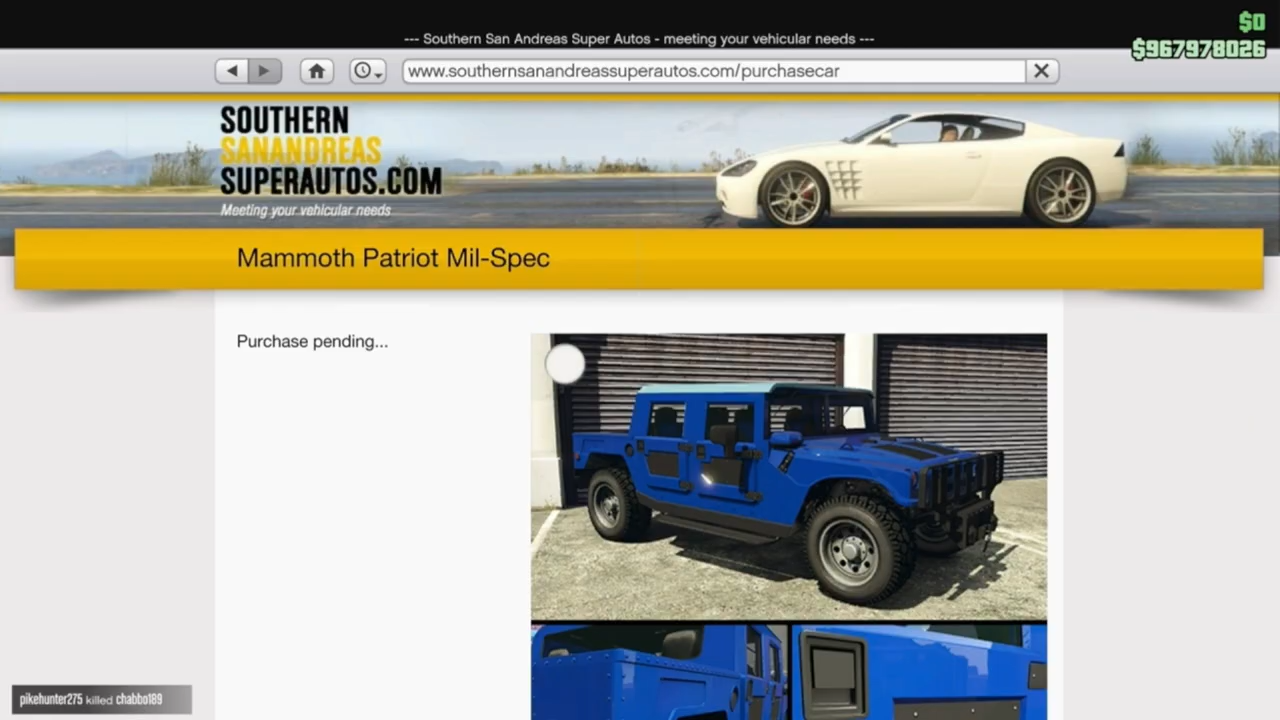 --- Southern San Andreas Super Autos - meeting your vehicular needs ---
$0
$967978026
www.southernsanandreassuperautos.com/purchasecar
SOUTHERN
SANANDREAS
SUPERAUTOS.COM
Meeting your vehicular needs
Mammoth Patriot Mil-Spec
Purchase pending...
pikehunter275 killed chabbo189